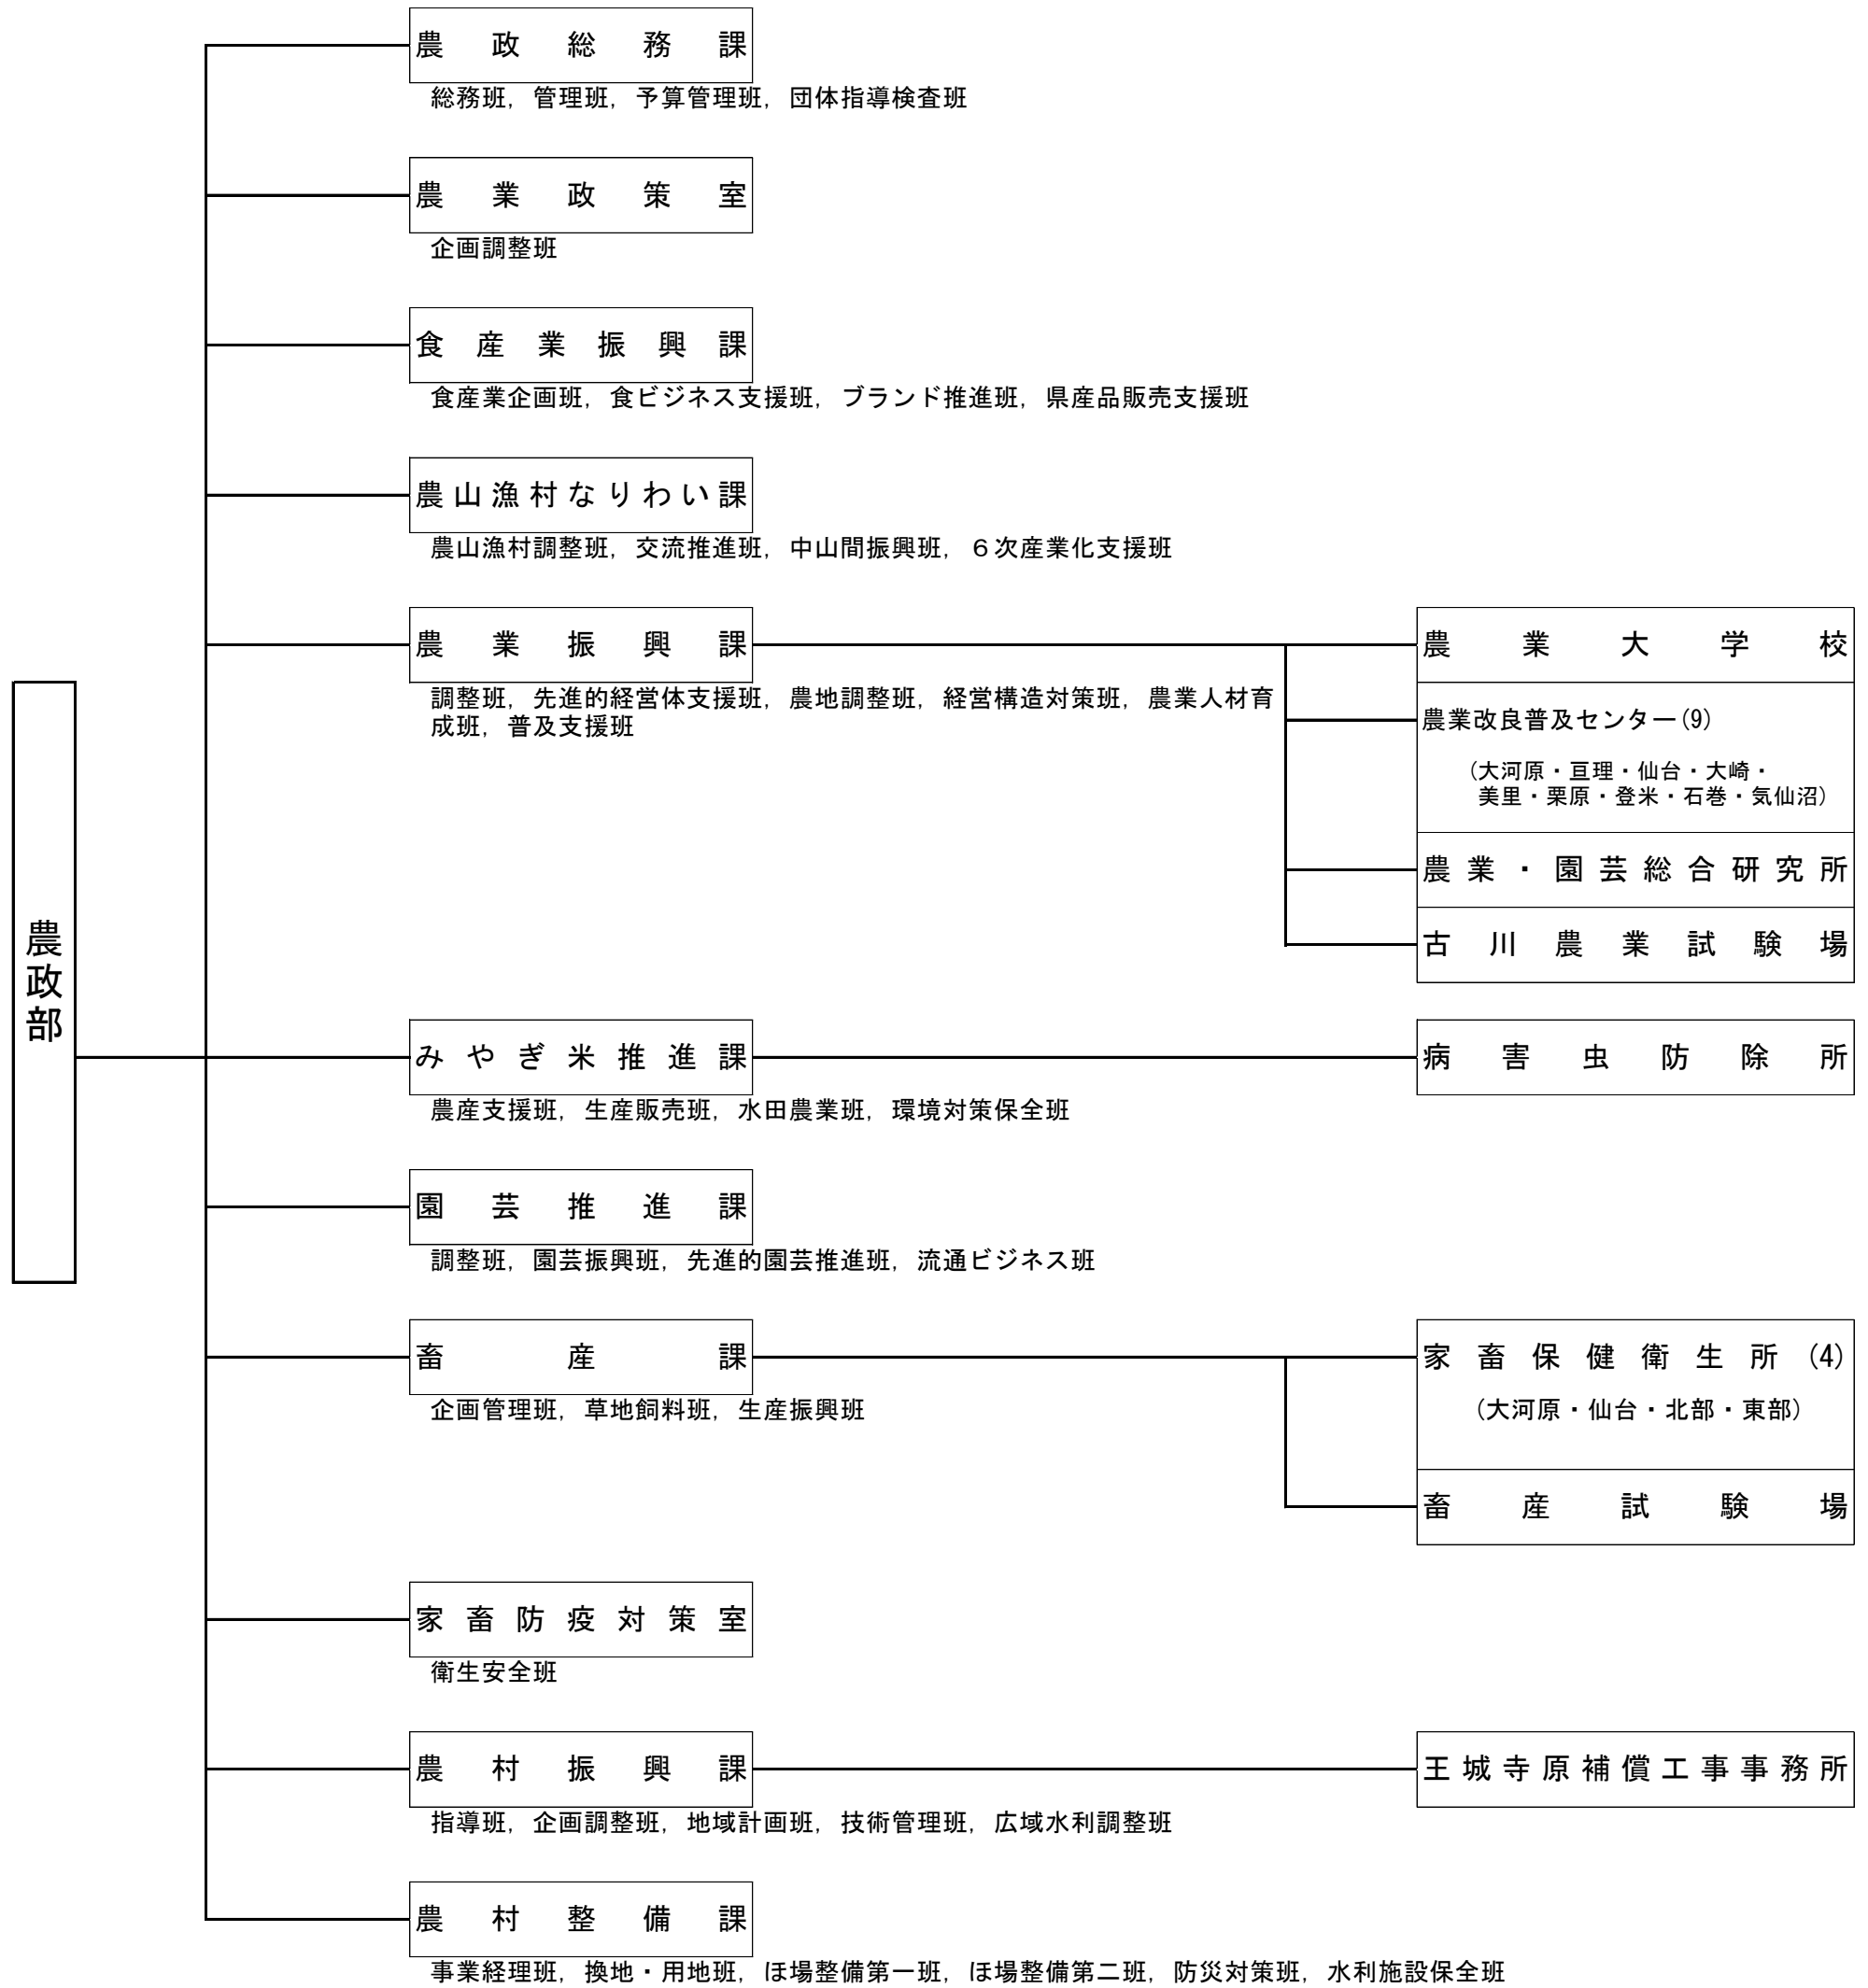 農政総務課
総務班，管理班，予算管理班，団体指導検査班
農業政策室
企画調整班
食産業振興課
食産業企画班，食ビジネス支援班，ブランド推進班，県産品販売支援班
農山漁村なりわい課
農山漁村調整班，交流推進班，中山間振興班，６次産業化支援班
農業振興課
調整班，先進的経営体支援班，農地調整班，経営構造対策班，農業人材育
成班，普及支援班
農業大学校
農業改良普及センター(9)
（大河原・亘理・仙台・大崎・
美里・栗原・登米・石巻・気仙沼）
農業・園芸総合研究所
古川農業試験場
農政部
みやぎ米推進課
農産支援班，生産販売班，水田農業班，環境対策保全班
病害虫防除所
園芸推進課
調整班，園芸振興班，先進的園芸推進班，流通ビジネス班
畜産課
企画管理班，草地飼料班，生産振興班
家畜保健衛生所(4)
（大河原・仙台・北部・東部）
畜産試験場
家畜防疫対策室
衛生安全班
農村振興課
指導班，企画調整班，地域計画班，技術管理班，広域水利調整班
王城寺原補償工事事務所
農村整備課
事業経理班，換地・用地班，ほ場整備第一班，ほ場整備第二班，防災対策班，水利施設保全班